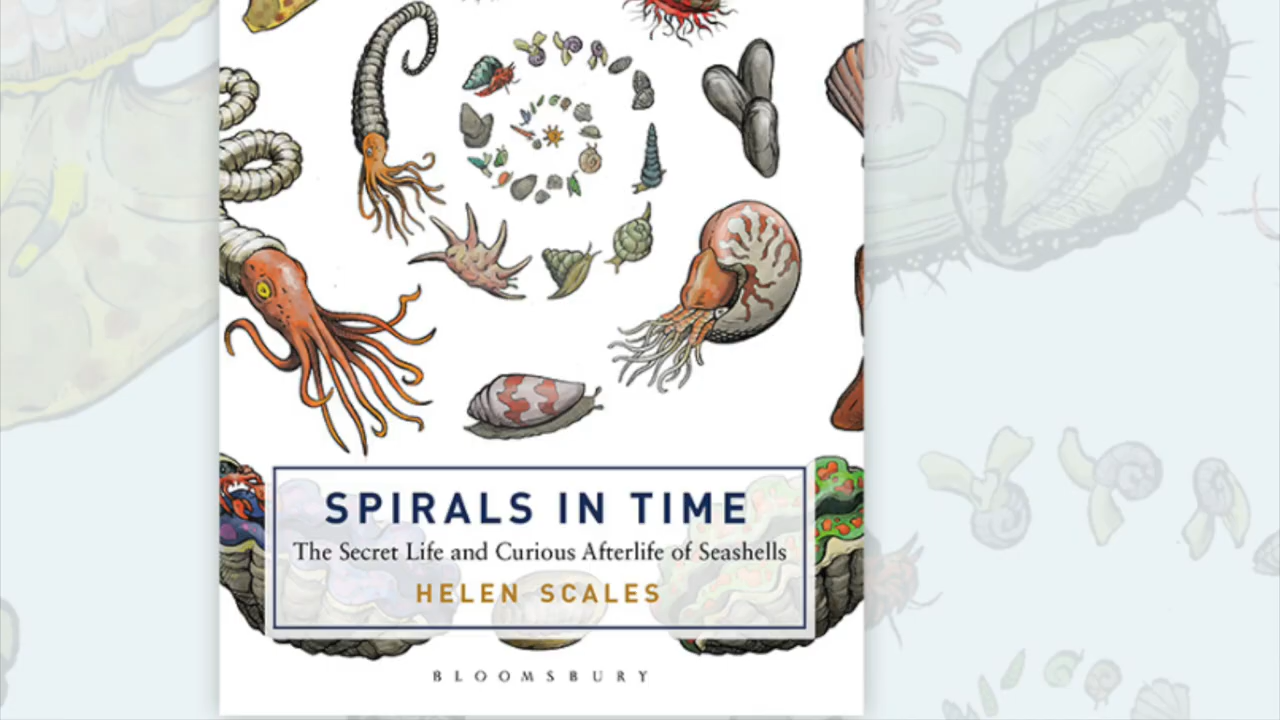 SPIRALS IN TIME
The Secret Life and Curious Afterlife of Seashells
HELEN SCALES
BLOOMSBURY